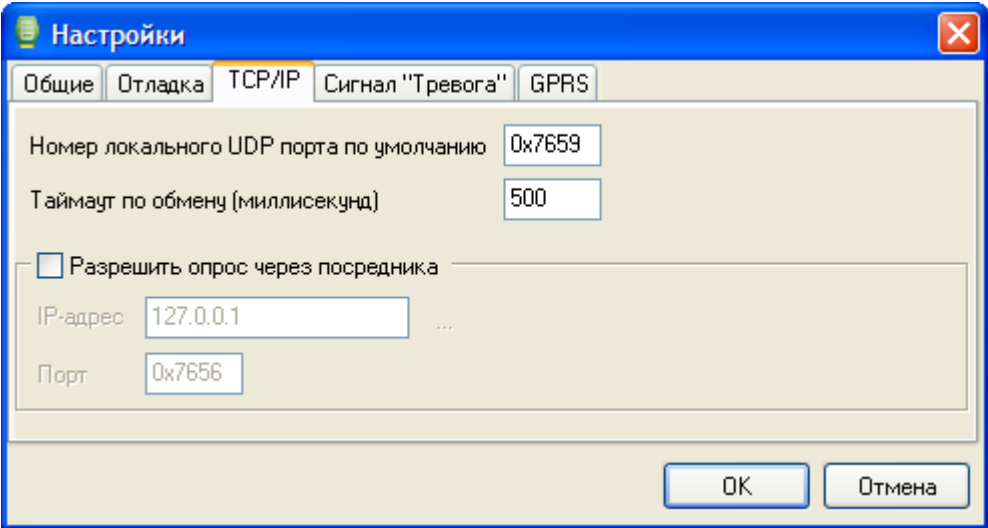 Настройки
Общие Отладка TCP/IP Сигнал "Тревога" GPRS
Номер локального UDP порта по умолчанию 0x7659
Таймаут по обмену (миллисекунд) 500
Разрешить опрос через посредника
IP-адрес 127.0.0.1 ...
Порт 0x7656
OK Отмена